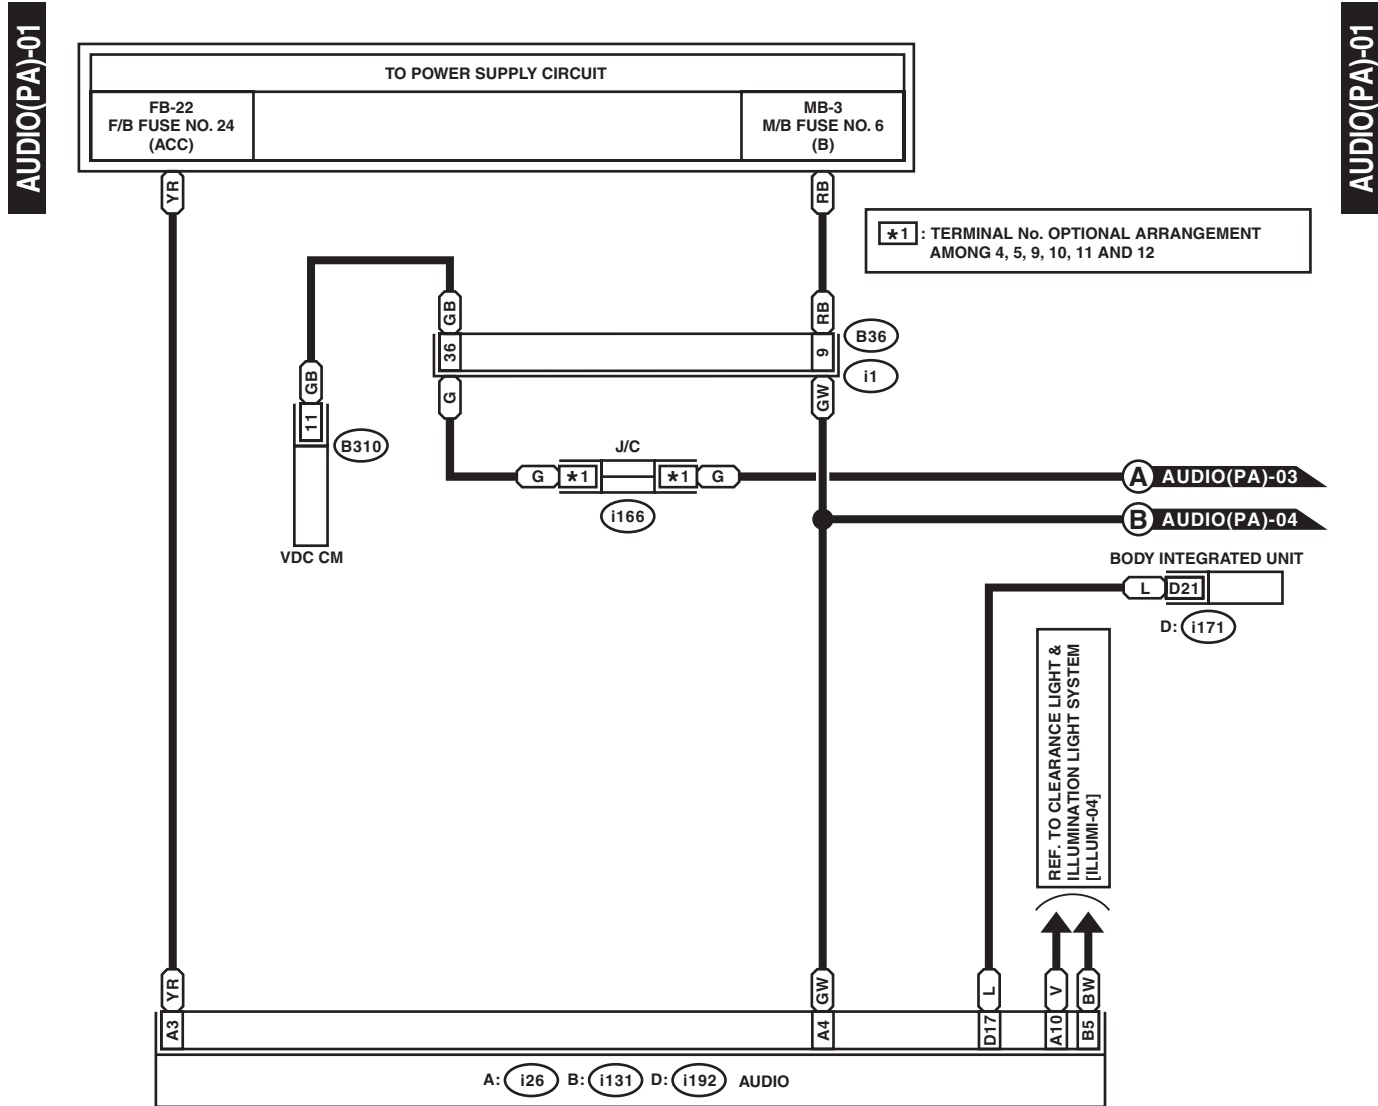 AUDIO(PA)-01
AUDIO(PA)-01
TO POWER SUPPLY CIRCUIT
FB-22
F/B FUSE NO. 24
(ACC)
MB-3
M/B FUSE NO. 6
(B)
YR
RB
*1 : TERMINAL No. OPTIONAL ARRANGEMENT
AMONG 4, 5, 9, 10, 11 AND 12
GB
RB
36
9
B36
i1
GB
G
GW
11
B310
J/C
G
*1
*1
G
i166
A
AUDIO(PA)-03
B
AUDIO(PA)-04
VDC CM
BODY INTEGRATED UNIT
L
D21
D: i171
REF. TO CLEARANCE LIGHT &
ILLUMINATION LIGHT SYSTEM
[ILLUMI-04]
YR
GW
L
V
BW
A3
A4
D17
A10
B5
A: i26 B: i131 D: i192 AUDIO